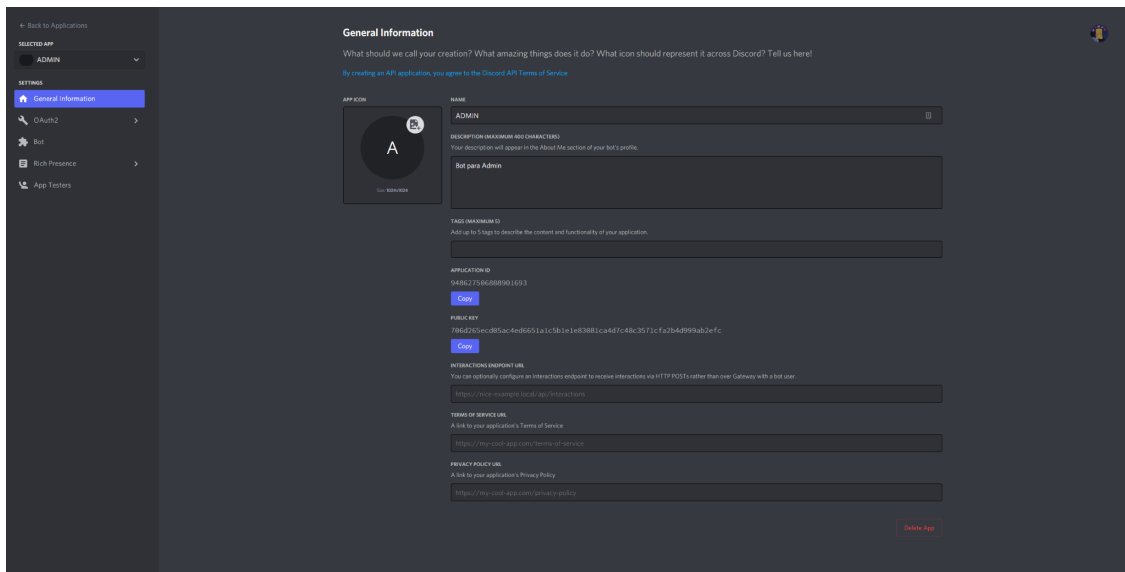 ← Back to Applications
SELECTED APP
ADMIN
SETTINGS
General Information
OAuth2
Bot
Rich Presence
App Testers
General Information
What should we call your creation? What amazing things does it do? What icon should represent it across Discord? Tell us here!
By creating an API application, you agree to the Discord API Terms of Service
APP ICON
A
Size: 1024x1024
NAME
ADMIN
DESCRIPTION (MAXIMUM 400 CHARACTERS)
Your description will appear in the About Me section of your bot's profile.
Bot para Admin
TAGS (MAXIMUM 5)
Add up to 5 tags to describe the content and functionality of your application.
APPLICATION ID
948627506808901693
Copy
PUBLIC KEY
Copy
INTERACTIONS ENDPOINT URL
You can optionally configure an interactions endpoint to receive interactions via HTTP POSTs rather than over Gateway with a bot user.
https://nice-example.local/api/interactions
TERMS OF SERVICE URL
A link to your application's Terms of Service
https://my-cool-app.com/terms-of-service
PRIVACY POLICY URL
A link to your application's Privacy Policy
https://my-cool-app.com/privacy-policy
Delete App